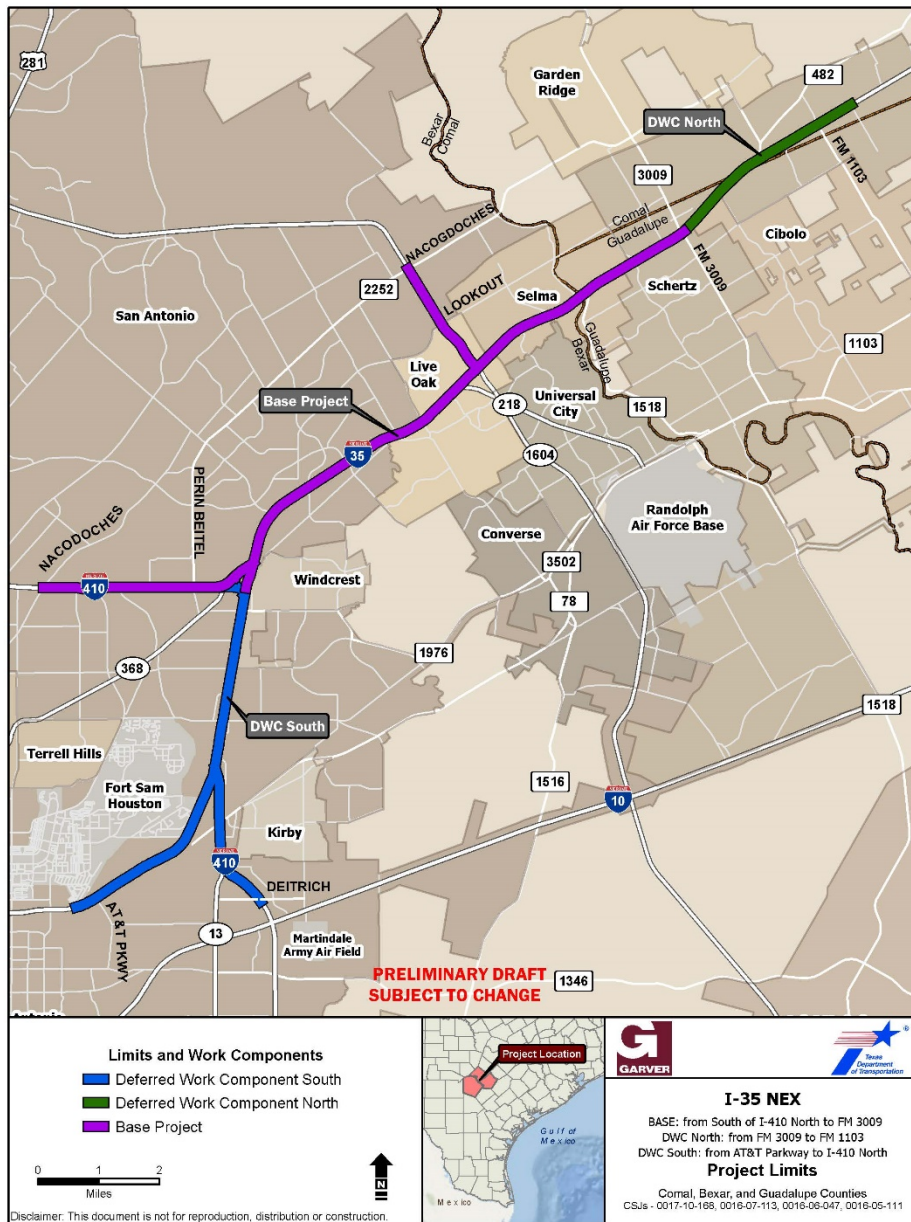 281
Garden
Ridge
482
DWC North
Bexar
Comal
3009
FM 1103
Comal
Guadalupe
NACOGDOCHES
Cibolo
2252
LOOKOUT
Selma
Schertz
FM 3009
San Antonio
Live
Oak
Guadalupe
Bexar
1103
Base Project
218
Universal
City
1518
35
1604
PERIN BEITEL
Randolph
Air Force Base
NACODOCHES
Converse
3502
Windcrest
410
78
368
1976
DWC South
1518
Terrell Hills
Fort Sam
Houston
1516
10
Kirby
410
DEITRICH
AT&T PKWY
13
Martindale
Army Air Field
PRELIMINARY DRAFT
SUBJECT TO CHANGE
1346
Limits and Work Components
Deferred Work Component South
Deferred Work Component North
Base Project
0 1 2
Miles
N
Disclaimer: This document is not for reproduction, distribution or construction.
Project Location
Gulf of
Mexico
Mexico
GARVER
Texas
Department
of Transportation
®
I-35 NEX
BASE: from South of I-410 North to FM 3009
DWC North: from FM 3009 to FM 1103
DWC South: from AT&T Parkway to I-410 North
Project Limits
Comal, Bexar, and Guadalupe Counties
CSJs - 0017-10-168, 0016-07-113, 0016-06-047, 0016-05-111